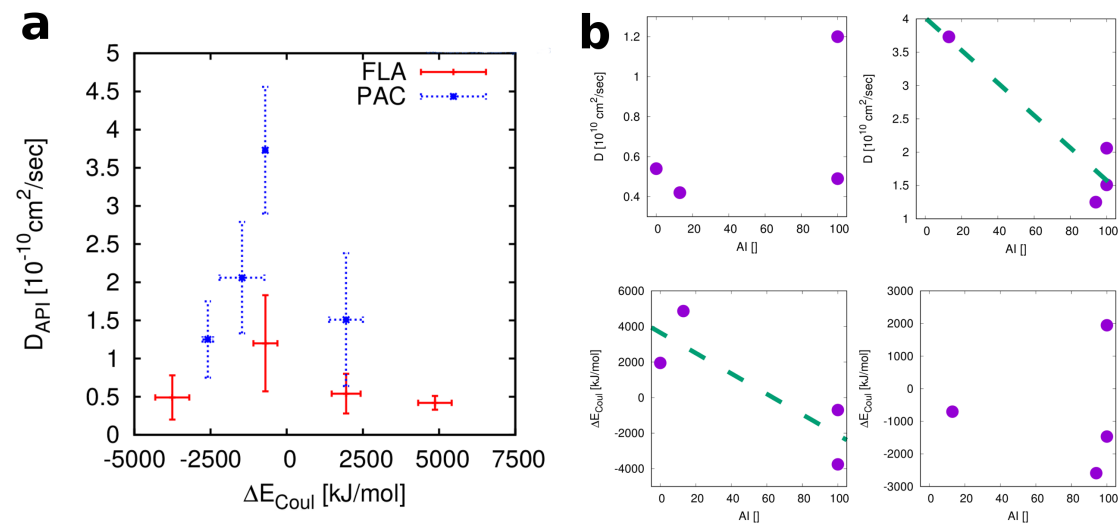 a
5
4.5
4
3.5
3
2.5
2
1.5
1
0.5
0
-5000 -2500 0 2500 5000 7500
D_API [10^-10 cm^2/sec]
ΔE_Coul [kJ/mol]
FLA
PAC
b
1.2
1
0.8
0.6
0.4
0 20 40 60 80 100
D [10^10 cm^2/sec]
AI []
4
3.5
3
2.5
2
1.5
1
0 20 40 60 80 100
D [10^10 cm^2/sec]
AI []
6000
4000
2000
0
-2000
-4000
0 20 40 60 80 100
ΔE_Coul [kJ/mol]
AI []
3000
2000
1000
0
-1000
-2000
-3000
0 20 40 60 80 100
ΔE_Coul [kJ/mol]
AI []